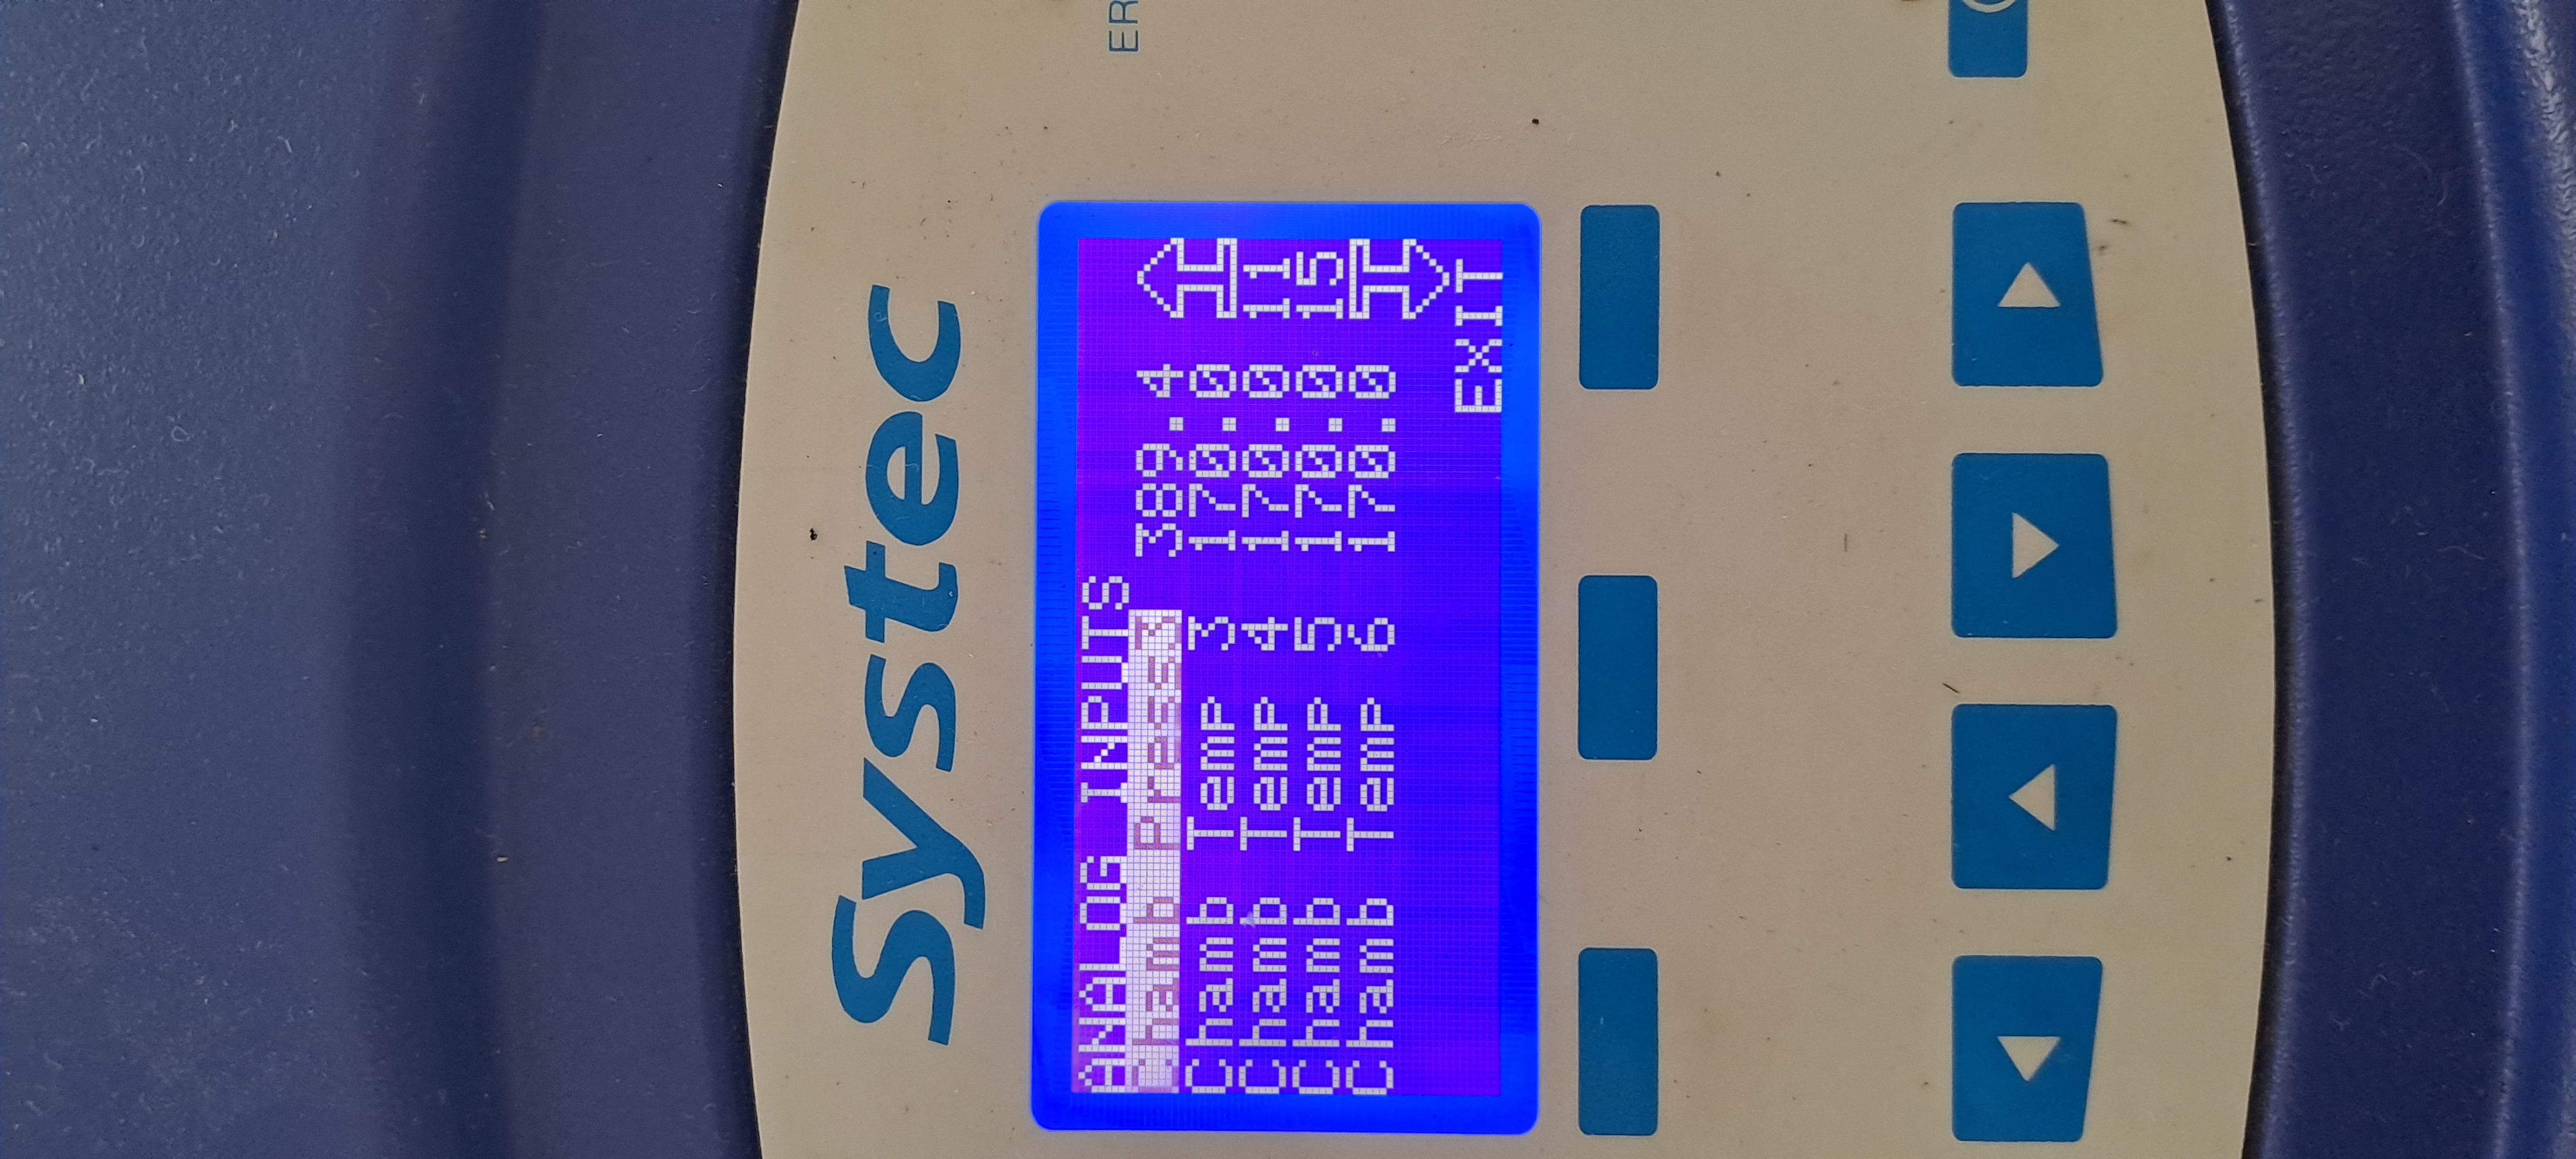 Systec
ANALOG INPUTS
Chamb Press3 389.4
Chamb Temp 3 170.0
Chamb Temp 4 170.0 11
Chamb Temp 5 170.0 15
Chamb Temp 6 170.0
EXIT
ER